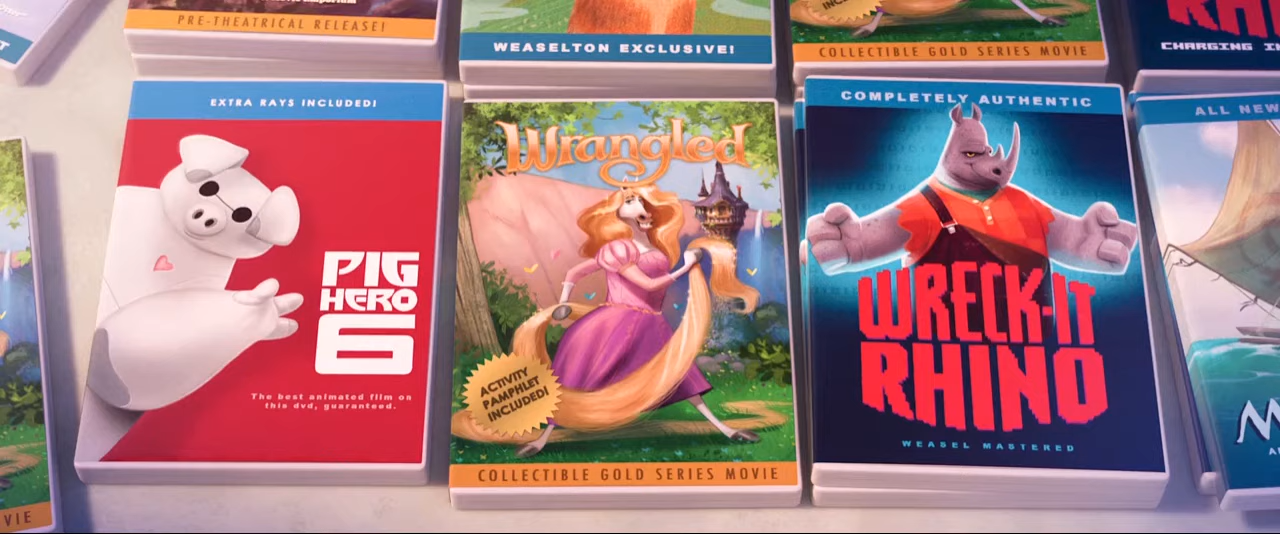 PRE-THEATRICAL RELEASE!
WEASELTON EXCLUSIVE!
COLLECTIBLE GOLD SERIES MOVIE
RHI
CHARGING I
EXTRA RAYS INCLUDED!
PIG
HERO
6
The best animated film on
this dvd, guaranteed.
Wrangled
ACTIVITY
PAMPHLET
INCLUDED!
COLLECTIBLE GOLD SERIES MOVIE
COMPLETELY AUTHENTIC
WRECK-IT
RHINO
WEASEL MASTERED
ALL NEW
M
VIE